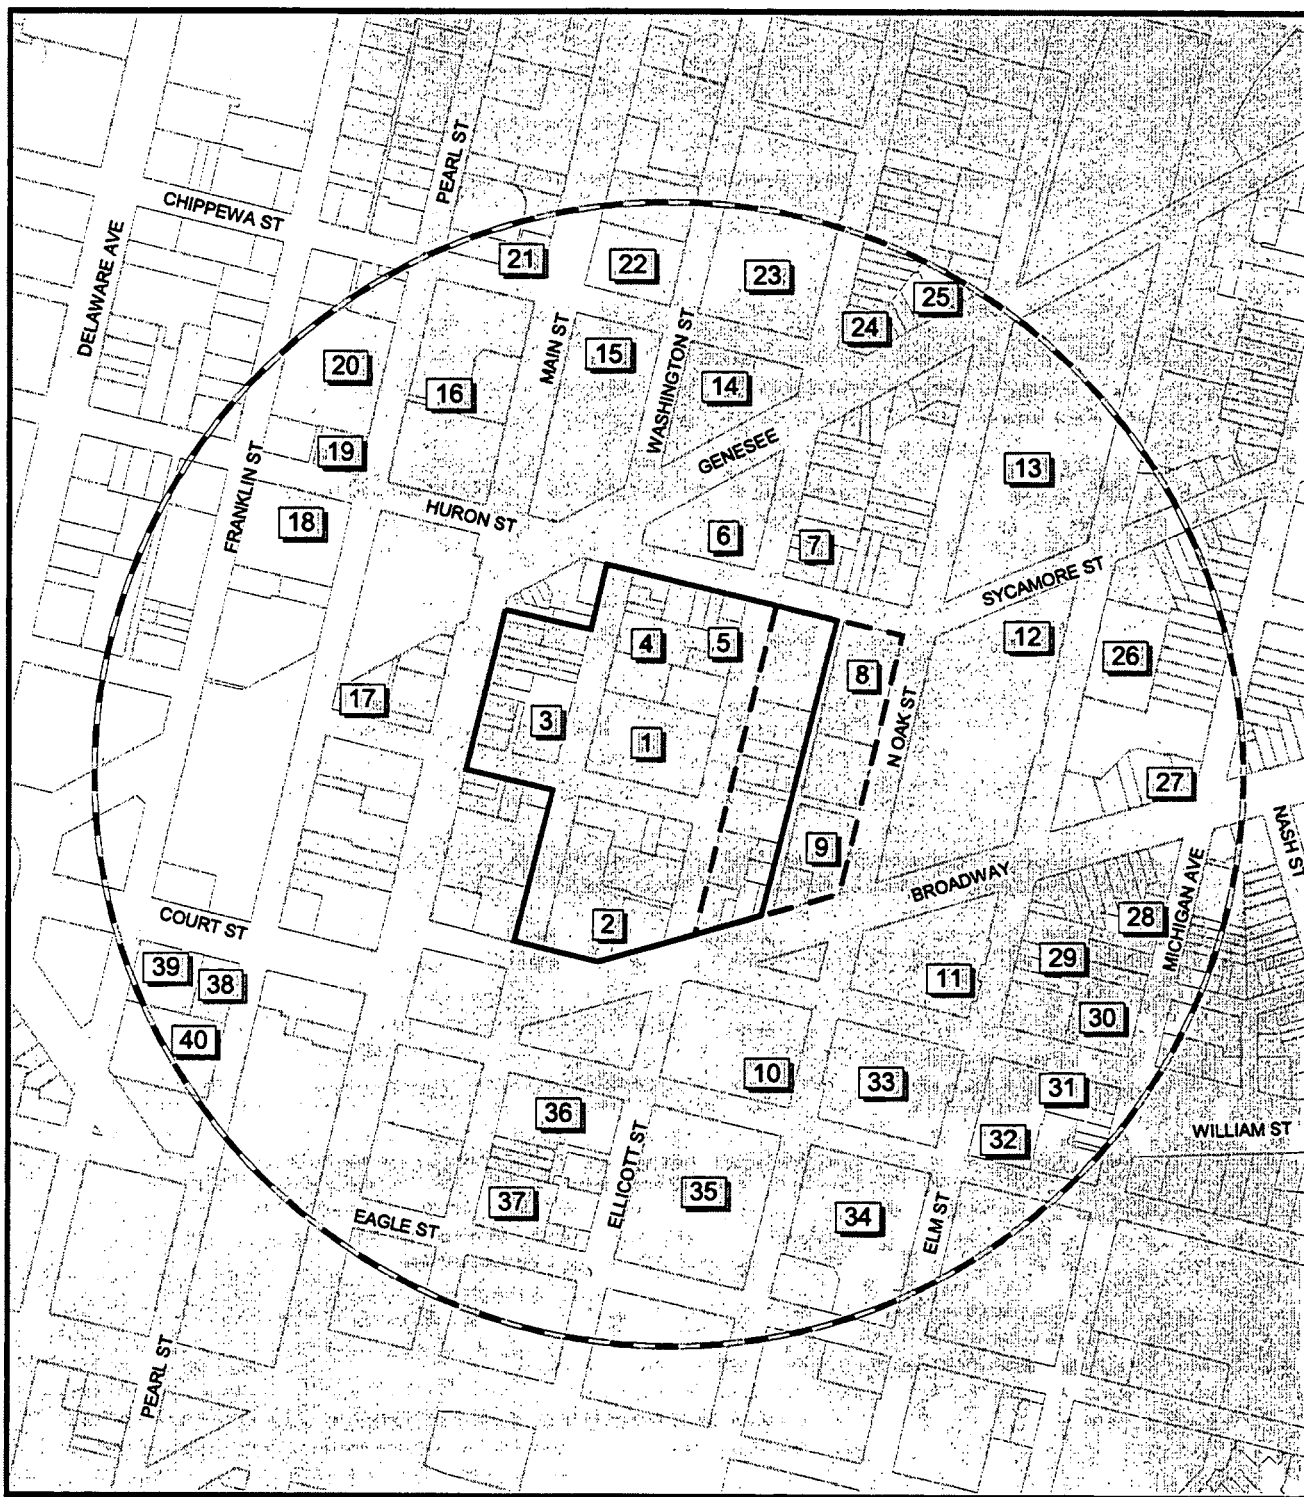 PEARL ST
CHIPPEWA ST
DELAWARE AVE
21
22
23
25
24
MAIN ST
WASHINGTON ST
20
15
16
14
19
GENESEE
13
FRANKLIN ST
18
HURON ST
6
7
SYCAMORE ST
4
5
12
26
8
17
3
1
N OAK ST
27
9
NASH ST
BROADWAY
2
28
MICHIGAN AVE
COURT ST
39
38
29
11
30
40
10
33
31
36
32
WILLIAM ST
ELLICOTT ST
37
35
34
EAGLE ST
ELM ST
PEARL ST